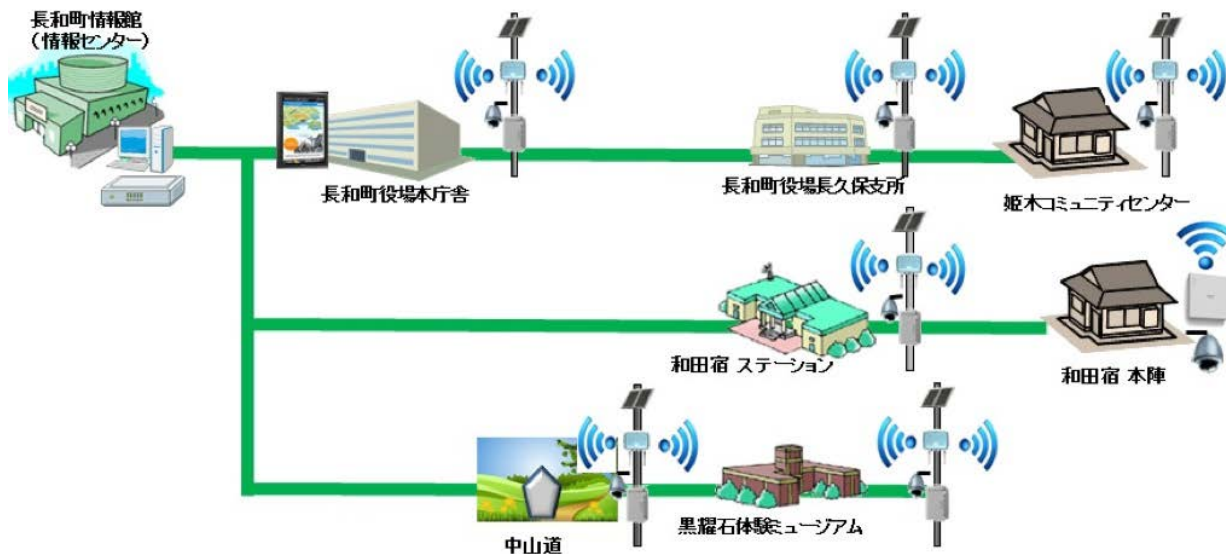 長和町情報館
（情報センター）
長和町役場本庁舎
長和町役場長久保支所
姫木コミュニティセンター
和田宿 ステーション
和田宿 本陣
中山道
黒耀石体験ミュージアム